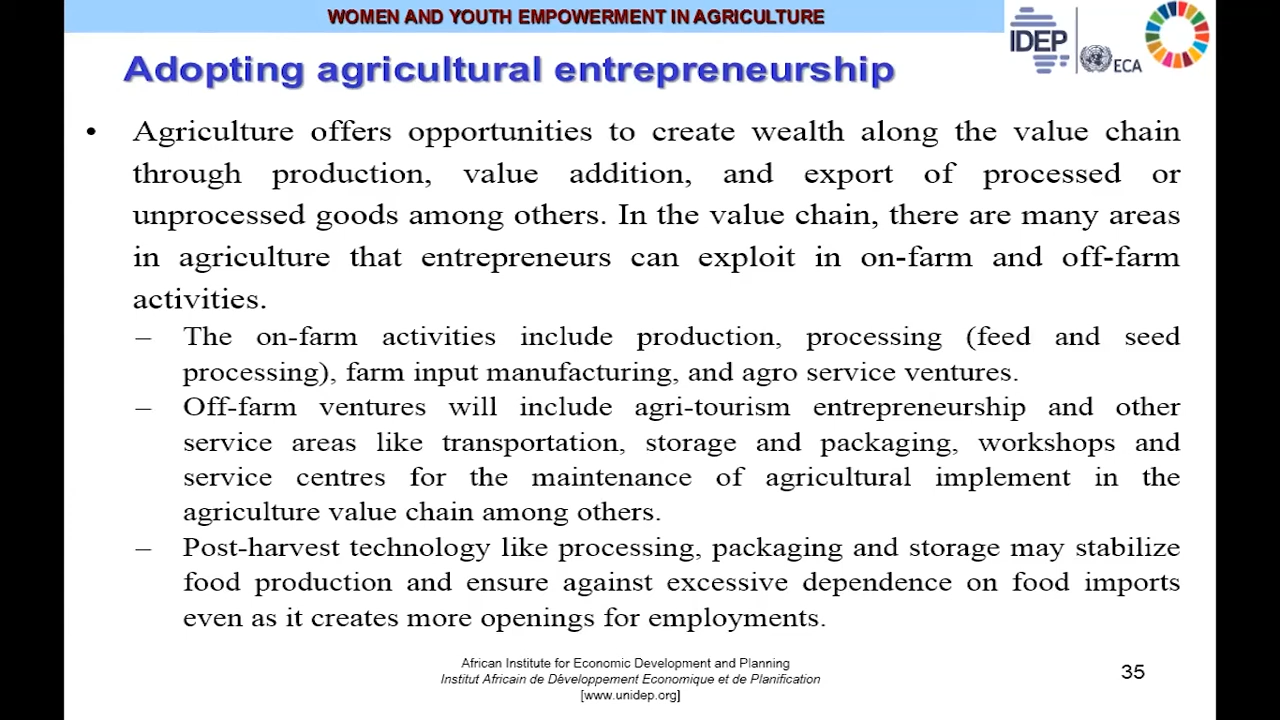 WOMEN AND YOUTH EMPOWERMENT IN AGRICULTURE
IDEP
ECA
Adopting agricultural entrepreneurship
• Agriculture offers opportunities to create wealth along the value chain
through production, value addition, and export of processed or
unprocessed goods among others. In the value chain, there are many areas
in agriculture that entrepreneurs can exploit in on-farm and off-farm
activities.
– The on-farm activities include production, processing (feed and seed
processing), farm input manufacturing, and agro service ventures.
– Off-farm ventures will include agri-tourism entrepreneurship and other
service areas like transportation, storage and packaging, workshops and
service centres for the maintenance of agricultural implement in the
agriculture value chain among others.
– Post-harvest technology like processing, packaging and storage may stabilize
food production and ensure against excessive dependence on food imports
even as it creates more openings for employments.
African Institute for Economic Development and Planning
Institut Africain de Développement Economique et de Planification
[www.unidep.org]
35